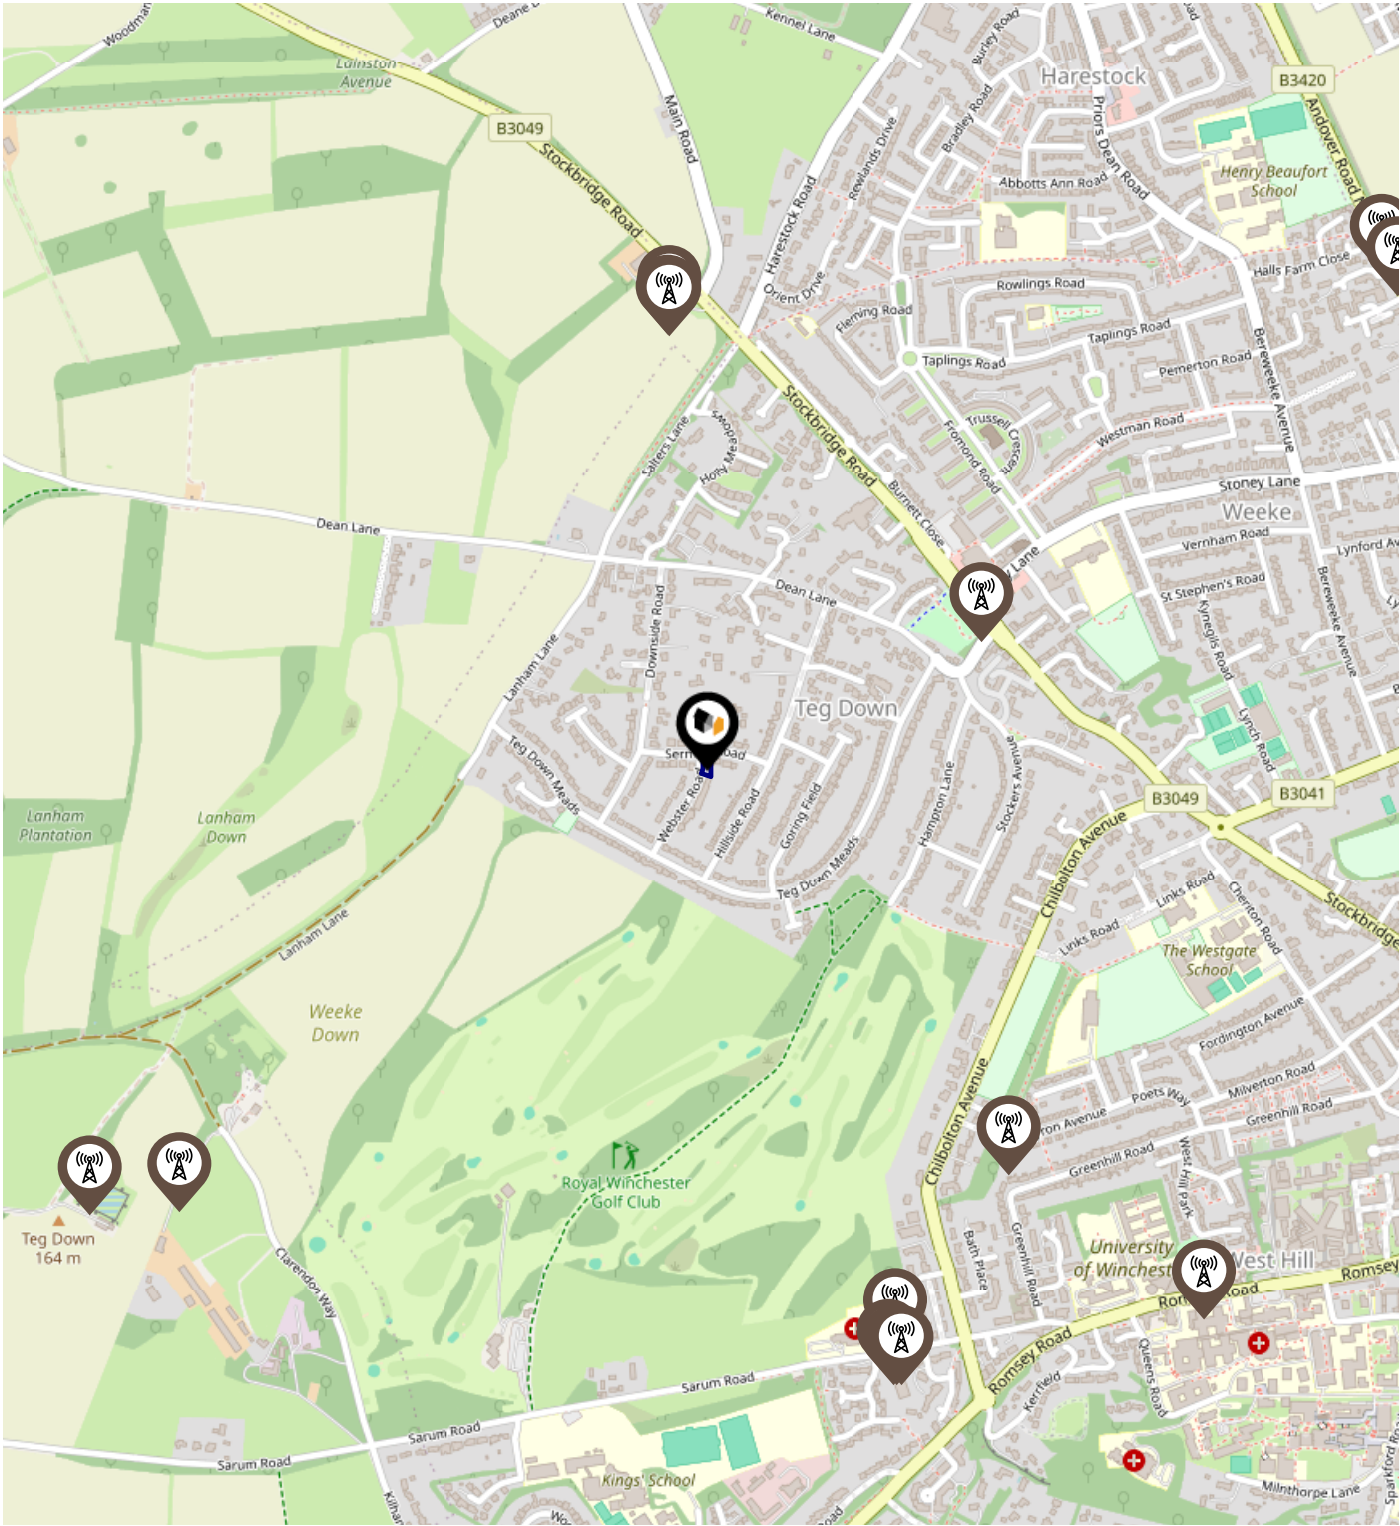 Woodman
Deane
Kennel Lane
Lainston
Avenue
Burley Road
Harestock
B3420
Main Road
Bradley Road
Priors Dean Road
Andover Road
B3049
Stockbridge Road
Rewlands Drive
Henry Beaufort
School
Abbotts Ann Road
Harestock Road
Halls Farm Close
Orient Drive
Rowlings Road
Fleming Road
Taplings Road
Taplings Road
Pemerton Road
Bereweeke Avenue
Stockbridge Road
Salters Lane
Holly Meadows
Trussell Crescent
Fromond Road
Westman Road
Burnett Close
Stoney Lane
Weeke
Dean Lane
Vernham Road
Lynford Av
y Lane
Dean Lane
St Stephen's Road
Kynegils Road
Bereweeke Avenue
Downside Road
Lanham Lane
Teg Down
Lynch Road
Teg Down Meads
Webster Road
Hillside Road
Goring Field
Hampton Lane
Stockers Avenue
B3049
B3041
Lanham
Plantation
Lanham
Down
Teg Down Meads
Chilbolton Avenue
Links Road
Cheriton Road
Stockbridge
Links Road
The Westgate
School
Lanham Lane
Weeke
Down
Fordington Avenue
Chilbolton Avenue
Milverton Road
Poets Way
ron Avenue
Greenhill Road
Greenhill Road
West Hill Park
Royal Winchester
Golf Club
Teg Down
164 m
Clarendon Way
Bath Place
Greenhill Road
University
of Winchest
West Hill
Romsey
Road
Romsey Road
Queens Road
Kerrfield
Sarum Road
Sarum Road
Sarum Road
Kings' School
Milnthorpe Lane
Sparkford Ro
Kilham
Road